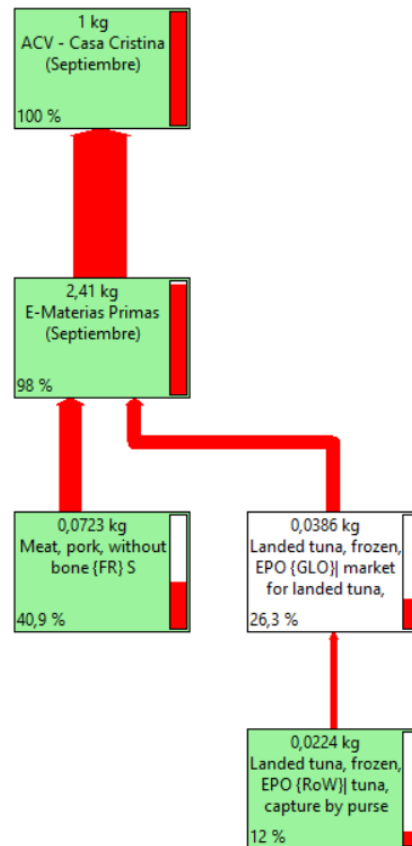 1 kg
ACV - Casa Cristina
(Septiembre)
100 %
2,41 kg
E-Materias Primas
(Septiembre)
98 %
0,0723 kg
Meat, pork, without
bone {FR} S
40,9 %
0,0386 kg
Landed tuna, frozen,
EPO {GLO}| market
for landed tuna,
26,3 %
0,0224 kg
Landed tuna, frozen,
EPO {RoW}| tuna,
capture by purse
12 %